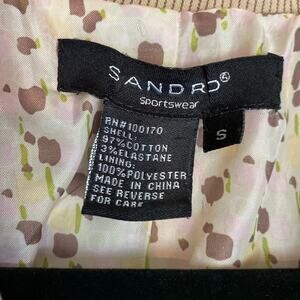 SANDRO®
Sportswear
S
RN#100170
SHELL:
97%COTTON
3%ELASTANE
LINING:
100%POLYESTER
MADE IN CHINA
SEE REVERSE
FOR CARE